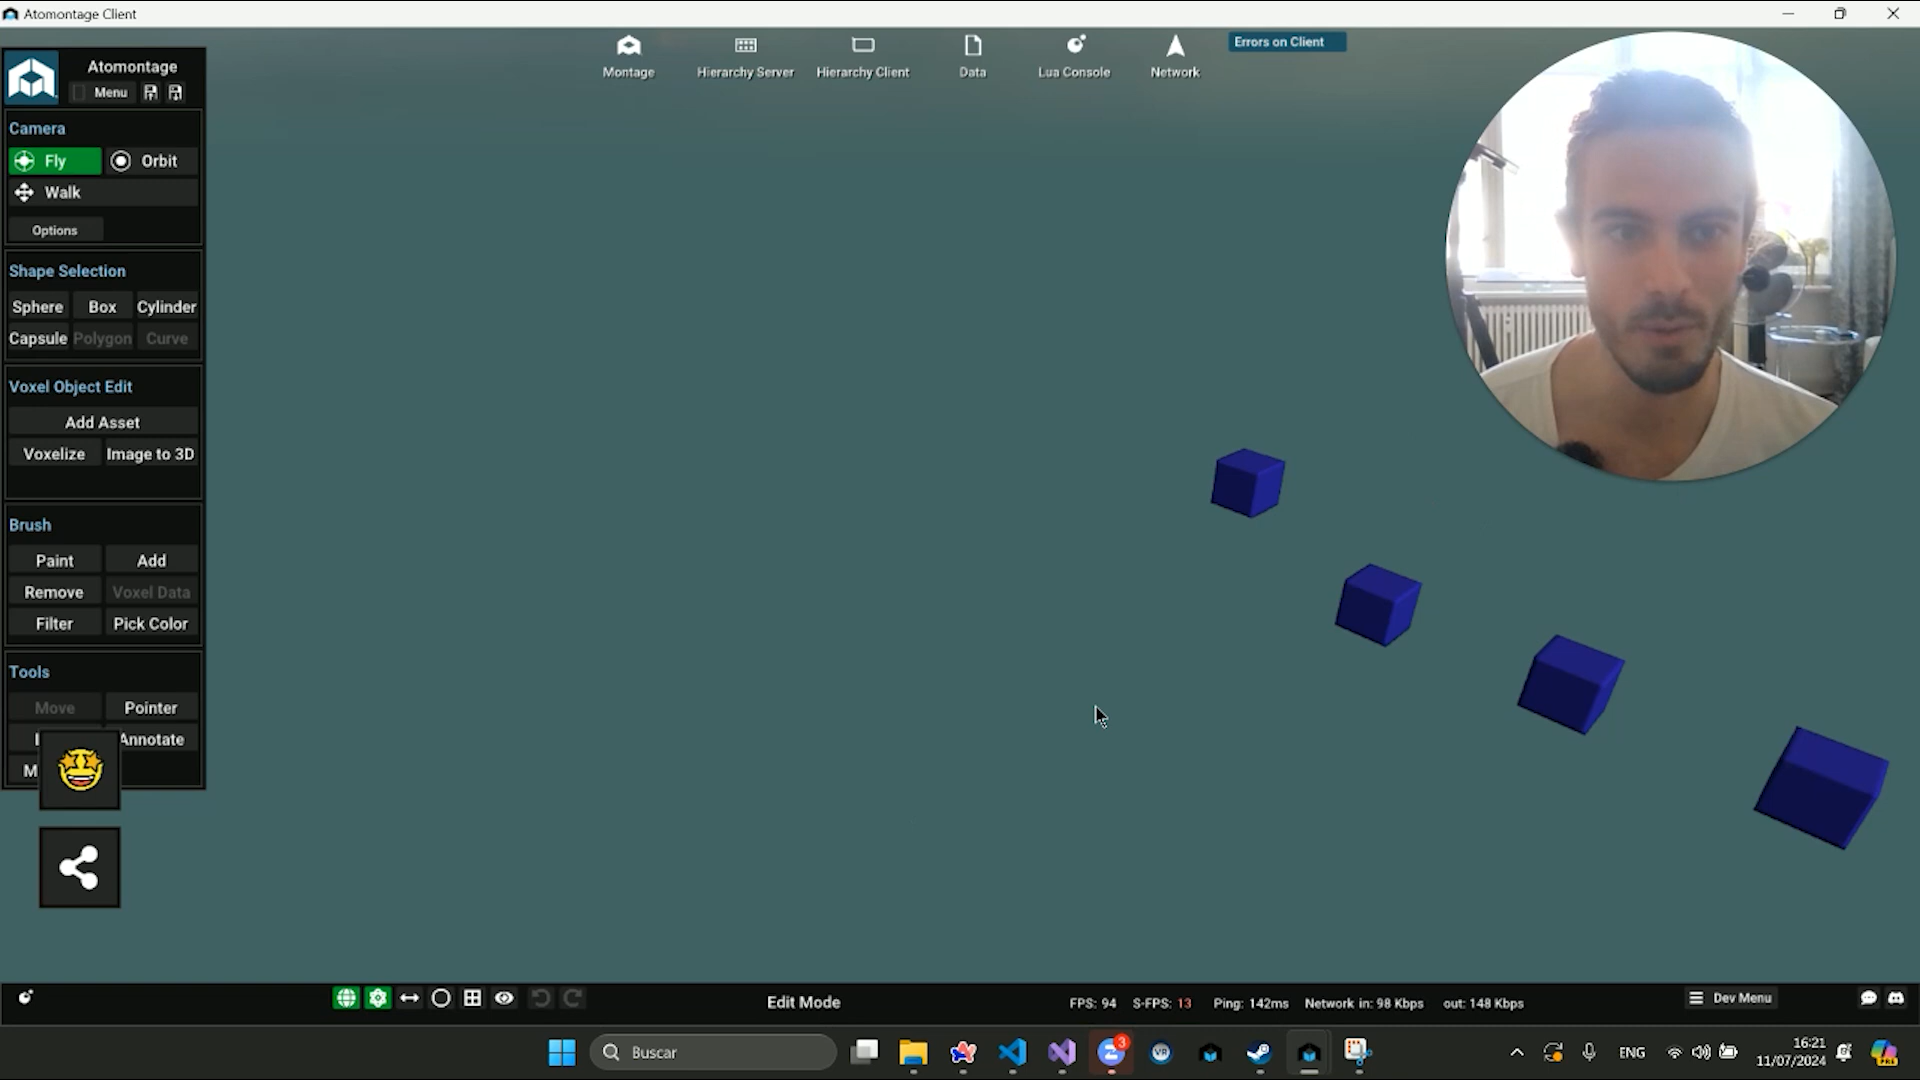 Atomontage Client
Montage
Hierarchy Server
Hierarchy Client
Data
Lua Console
Network
Errors on Client
Atomontage
Menu
Camera
Fly
Orbit
Walk
Options
Shape Selection
Sphere
Box
Cylinder
Capsule
Polygon
Curve
Voxel Object Edit
Add Asset
Voxelize
Image to 3D
Brush
Paint
Add
Remove
Voxel Data
Filter
Pick Color
Tools
Move
Pointer
Annotate
M
Edit Mode
FPS: 94
S-FPS: 13
Ping: 142ms
Network in: 98 Kbps
out: 148 Kbps
Dev Menu
Buscar
3
VR
ENG
16:21
11/07/2024
PRE